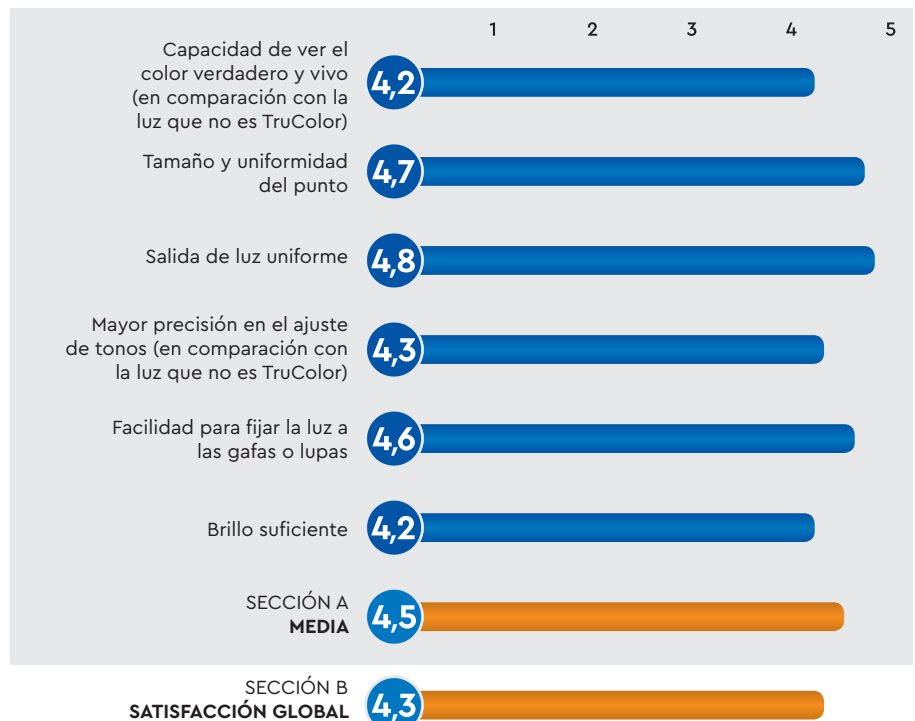 1 2 3 4 5
Capacidad de ver el
color verdadero y vivo
(en comparación con la
luz que no es TruColor)
4,2
Tamaño y uniformidad
del punto
4,7
Salida de luz uniforme
4,8
Mayor precisión en el ajuste
de tonos (en comparación con
la luz que no es TruColor)
4,3
Facilidad para fijar la luz a
las gafas o lupas
4,6
Brillo suficiente
4,2
SECCIÓN A
MEDIA
4,5
SECCIÓN B
SATISFACCIÓN GLOBAL
4,3